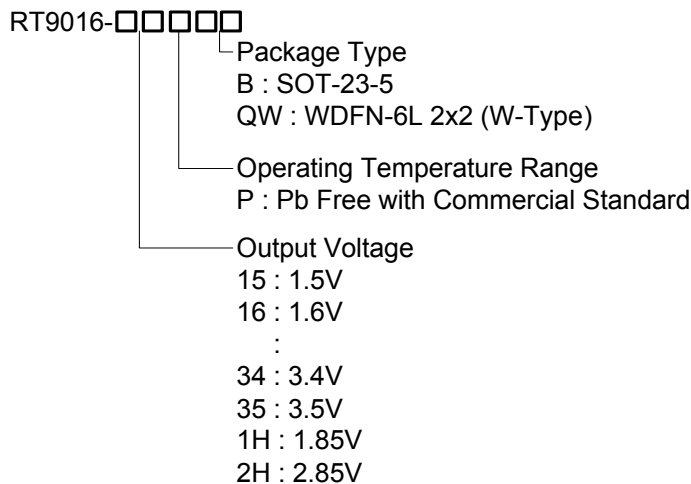 RT9016-□□□□□
Package Type
B : SOT-23-5
QW : WDFN-6L 2x2 (W-Type)
Operating Temperature Range
P : Pb Free with Commercial Standard
Output Voltage
15 : 1.5V
16 : 1.6V
:
34 : 3.4V
35 : 3.5V
1H : 1.85V
2H : 2.85V